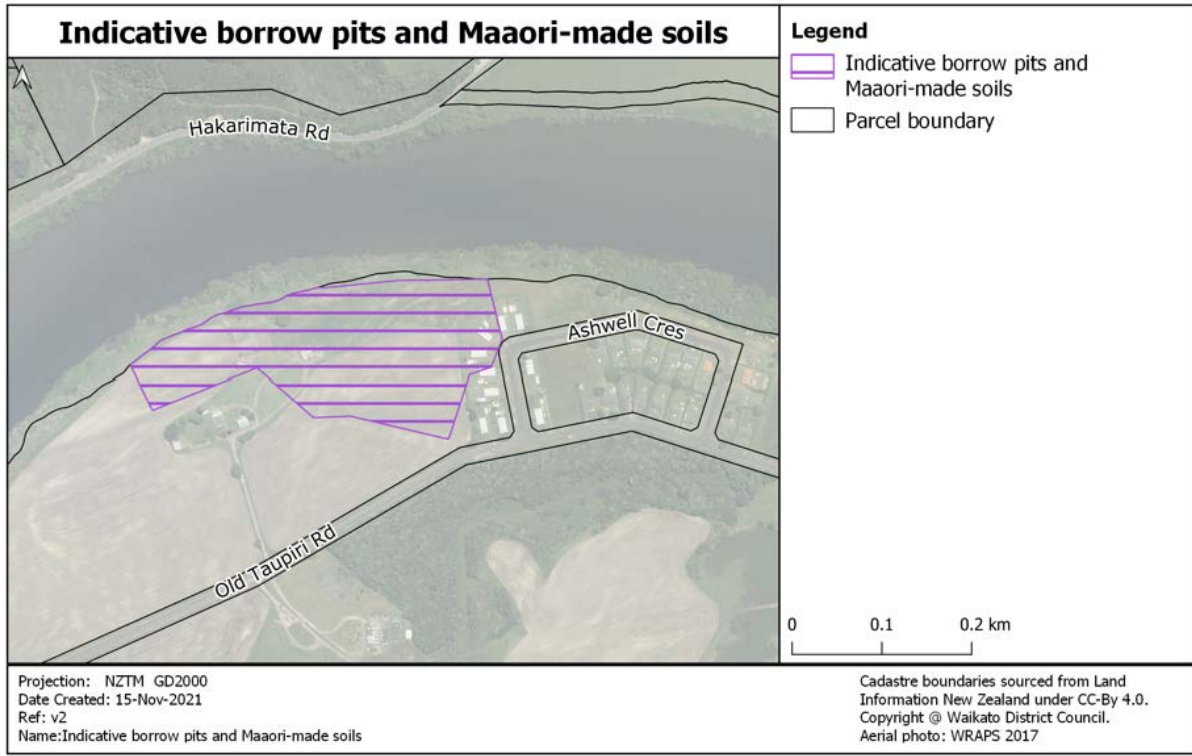 Indicative borrow pits and Maaori-made soils
Legend
Indicative borrow pits and
Maaori-made soils
Parcel boundary
Hakarimata Rd
Ashwell Cres
Old Taupiri Rd
0 0.1 0.2 km
Projection: NZTM GD2000
Date Created: 15-Nov-2021
Ref: v2
Name:Indicative borrow pits and Maaori-made soils
Cadastre boundaries sourced from Land
Information New Zealand under CC-By 4.0.
Copyright @ Waikato District Council.
Aerial photo: WRAPS 2017